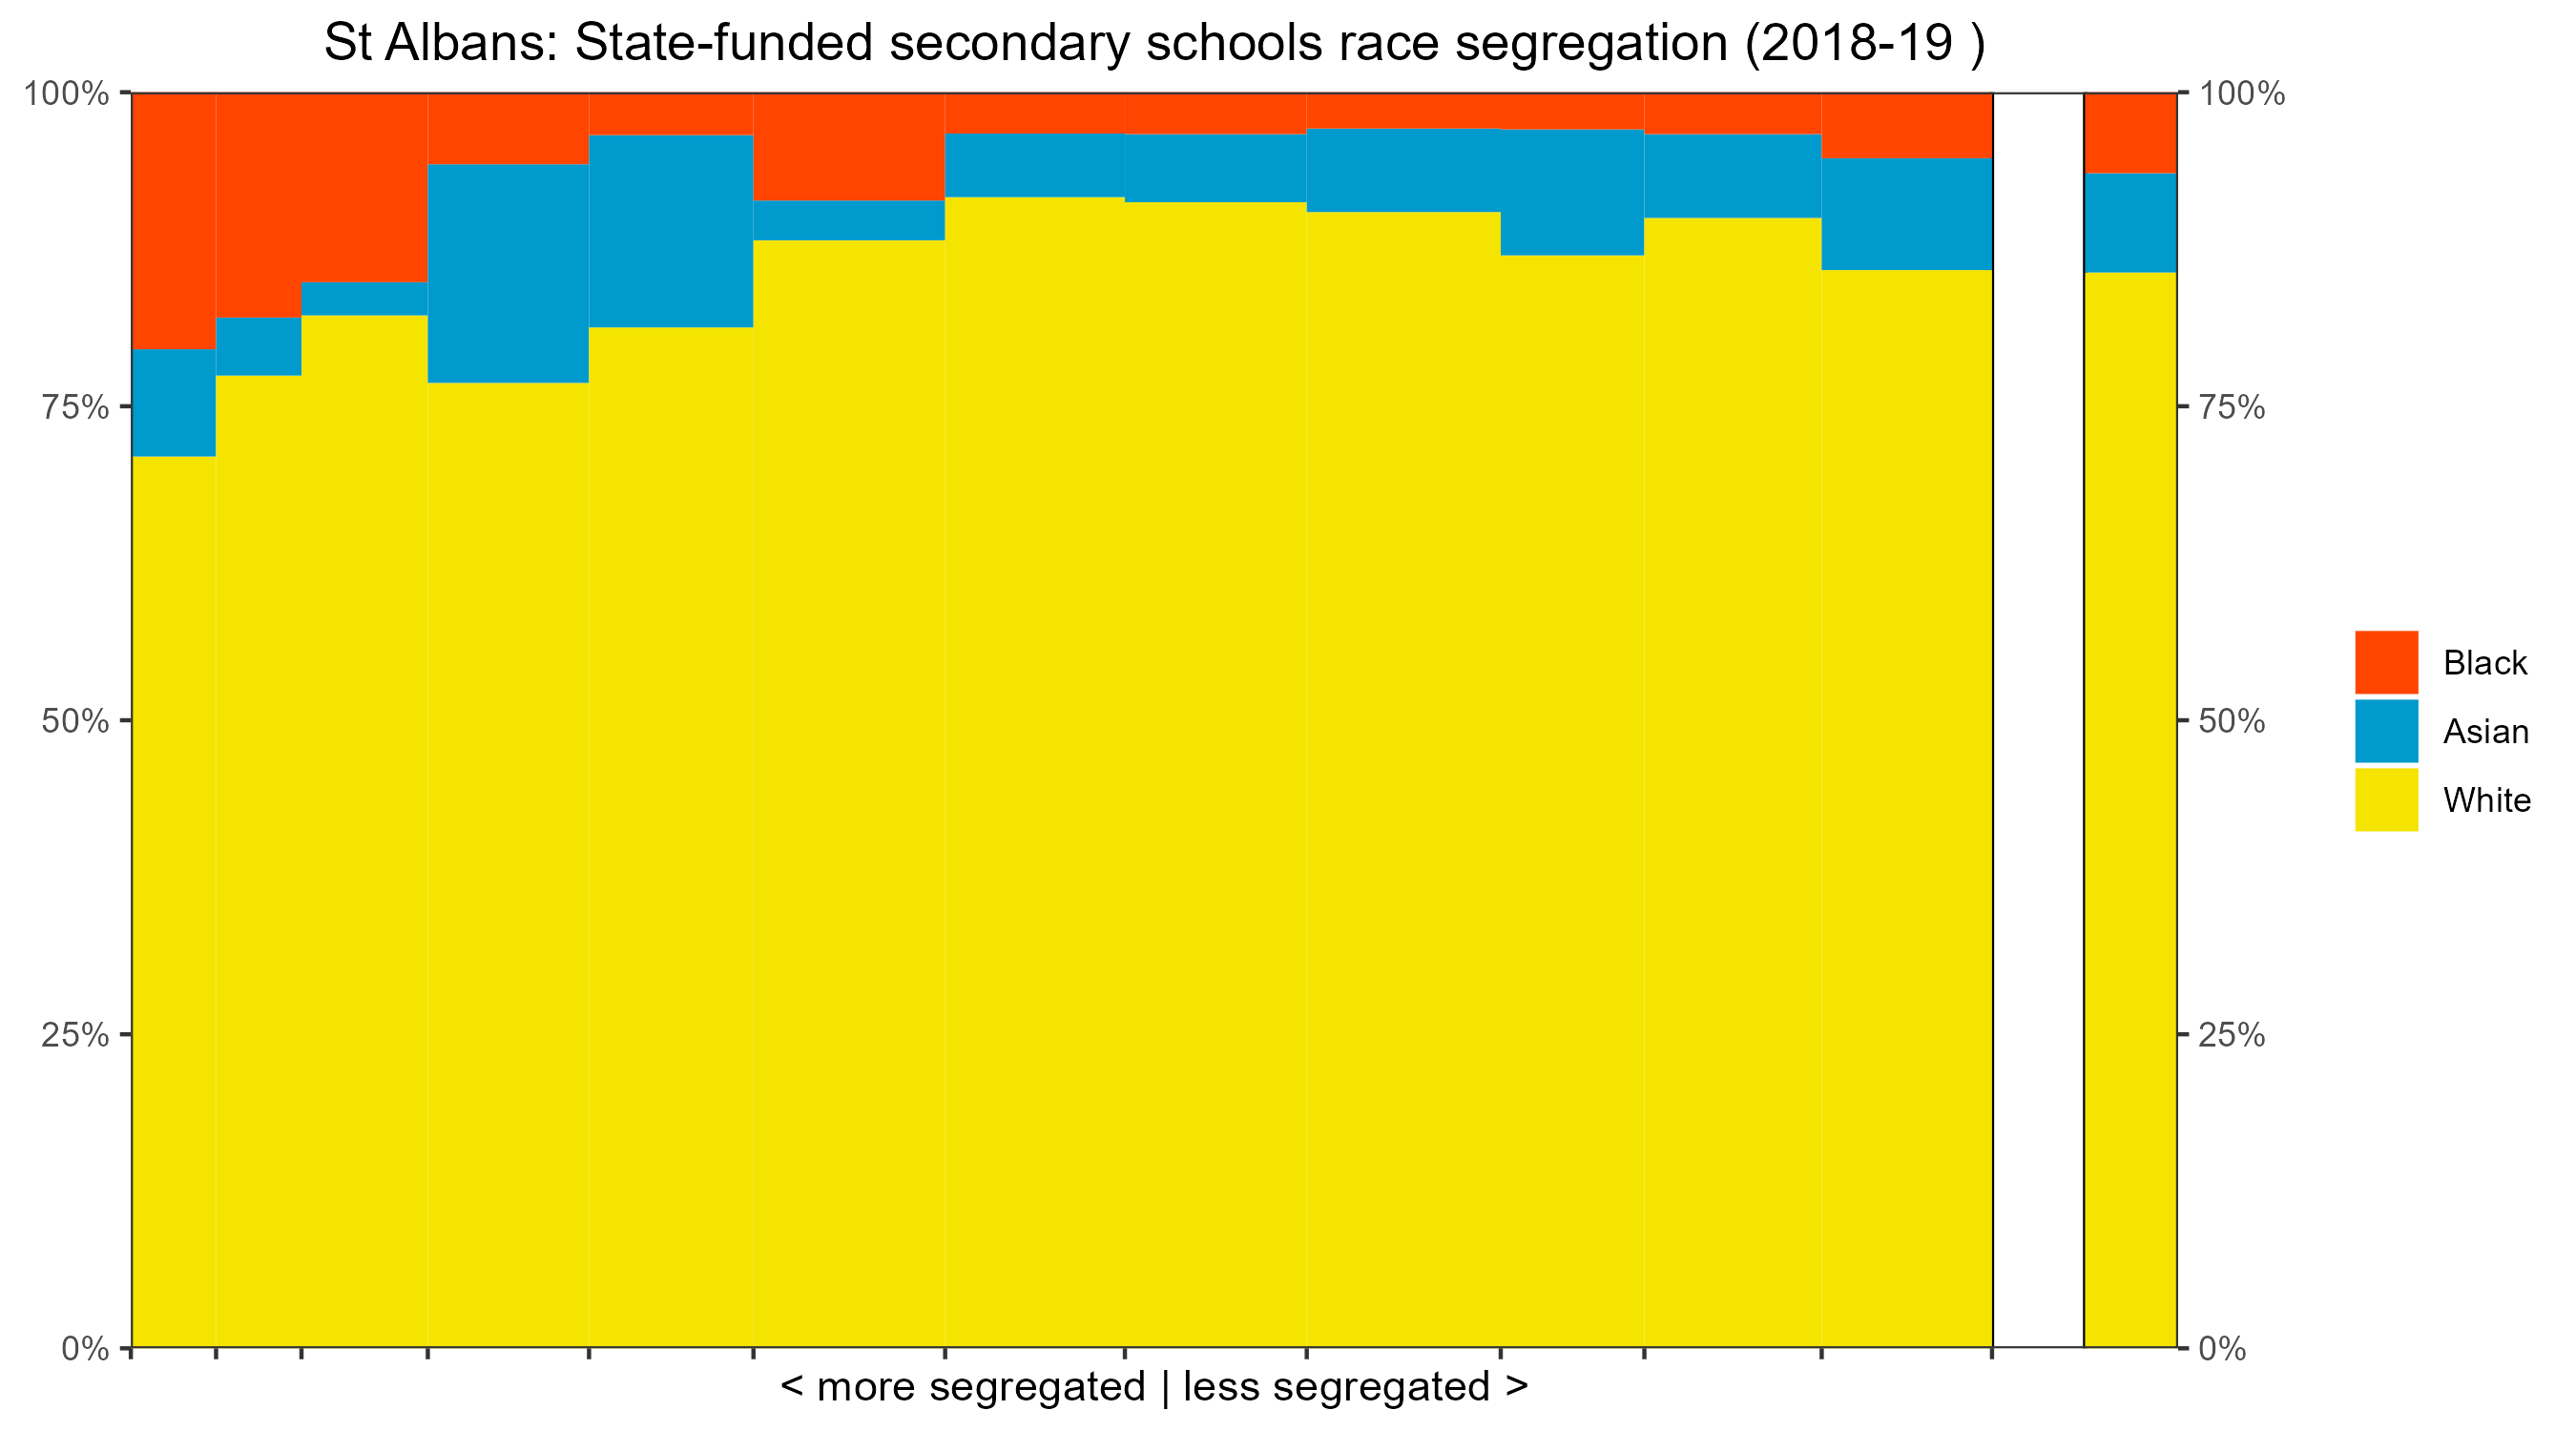 St Albans: State-funded secondary schools race segregation (2018-19 )
100%
75%
50%
25%
0%
100%
75%
50%
25%
0%
Black
Asian
White
< more segregated | less segregated >